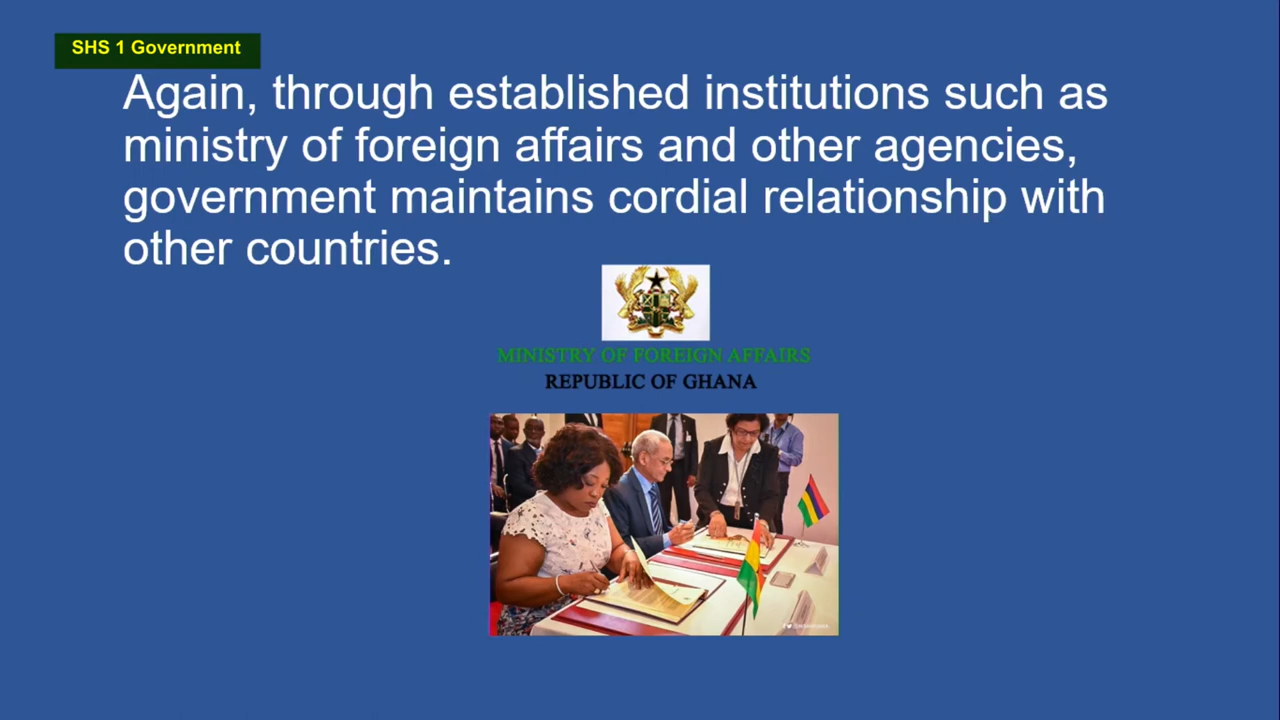 SHS 1 Government
Again, through established institutions such as
ministry of foreign affairs and other agencies,
government maintains cordial relationship with
other countries.
MINISTRY OF FOREIGN AFFAIRS
REPUBLIC OF GHANA